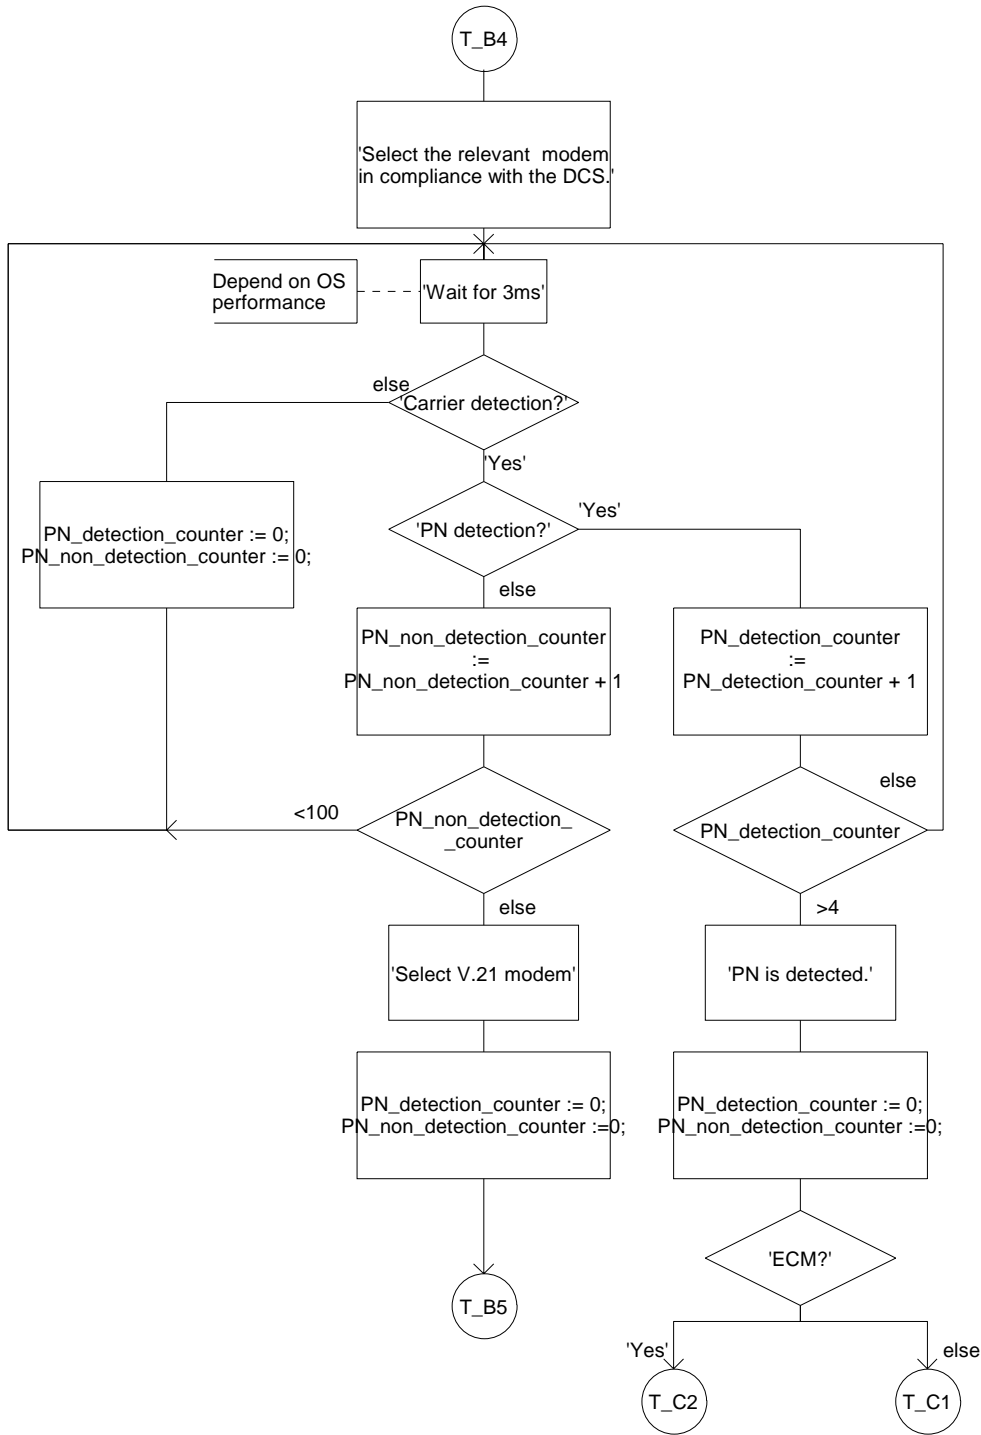 T_B4
'Select the relevant modem
in compliance with the DCS.'
Depend on OS
performance
'Wait for 3ms'
else
'Carrier detection?'
'Yes'
'PN detection?'
'Yes'
else
PN_detection_counter := 0;
PN_non_detection_counter := 0;
PN_non_detection_counter
:=
PN_non_detection_counter + 1
PN_detection_counter
:=
PN_detection_counter + 1
<100
PN_non_detection_
_counter
else
PN_detection_counter
else
>4
'Select V.21 modem'
'PN is detected.'
PN_detection_counter := 0;
PN_non_detection_counter :=0;
PN_detection_counter := 0;
PN_non_detection_counter :=0;
'ECM?'
T_B5
'Yes'
else
T_C2
T_C1